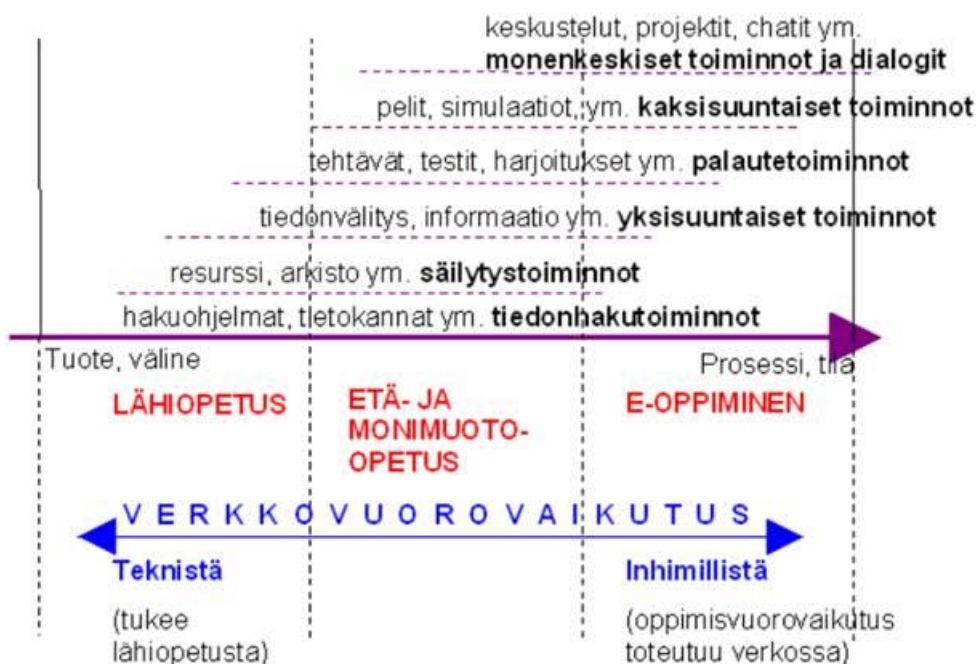 keskustelut, projektit, chatit ym.
monenkeskiset toiminnot ja dialogit
pelit, simulaatiot, ym. kaksisuuntaiset toiminnot
tehtävät, testit, harjoitukset ym. palautetoiminnot
tiedonvälitys, informaatio ym. yksisuuntaiset toiminnot
resurssi, arkisto ym. säilytystoiminnot
hakuohjelmat, tietokannat ym. tiedonhakutoiminnot
Tuote, väline
Prosessi, tila
LÄHIOPETUS
ETÄ- JA
MONIMUOTO-
OPETUS
E-OPPIMINEN
VERKKOVUOROVAIKUTUS
Teknistä
(tukee
lähiopetusta)
Inhimillistä
(oppimisvuorovaikutus
toteutuu verkossa)